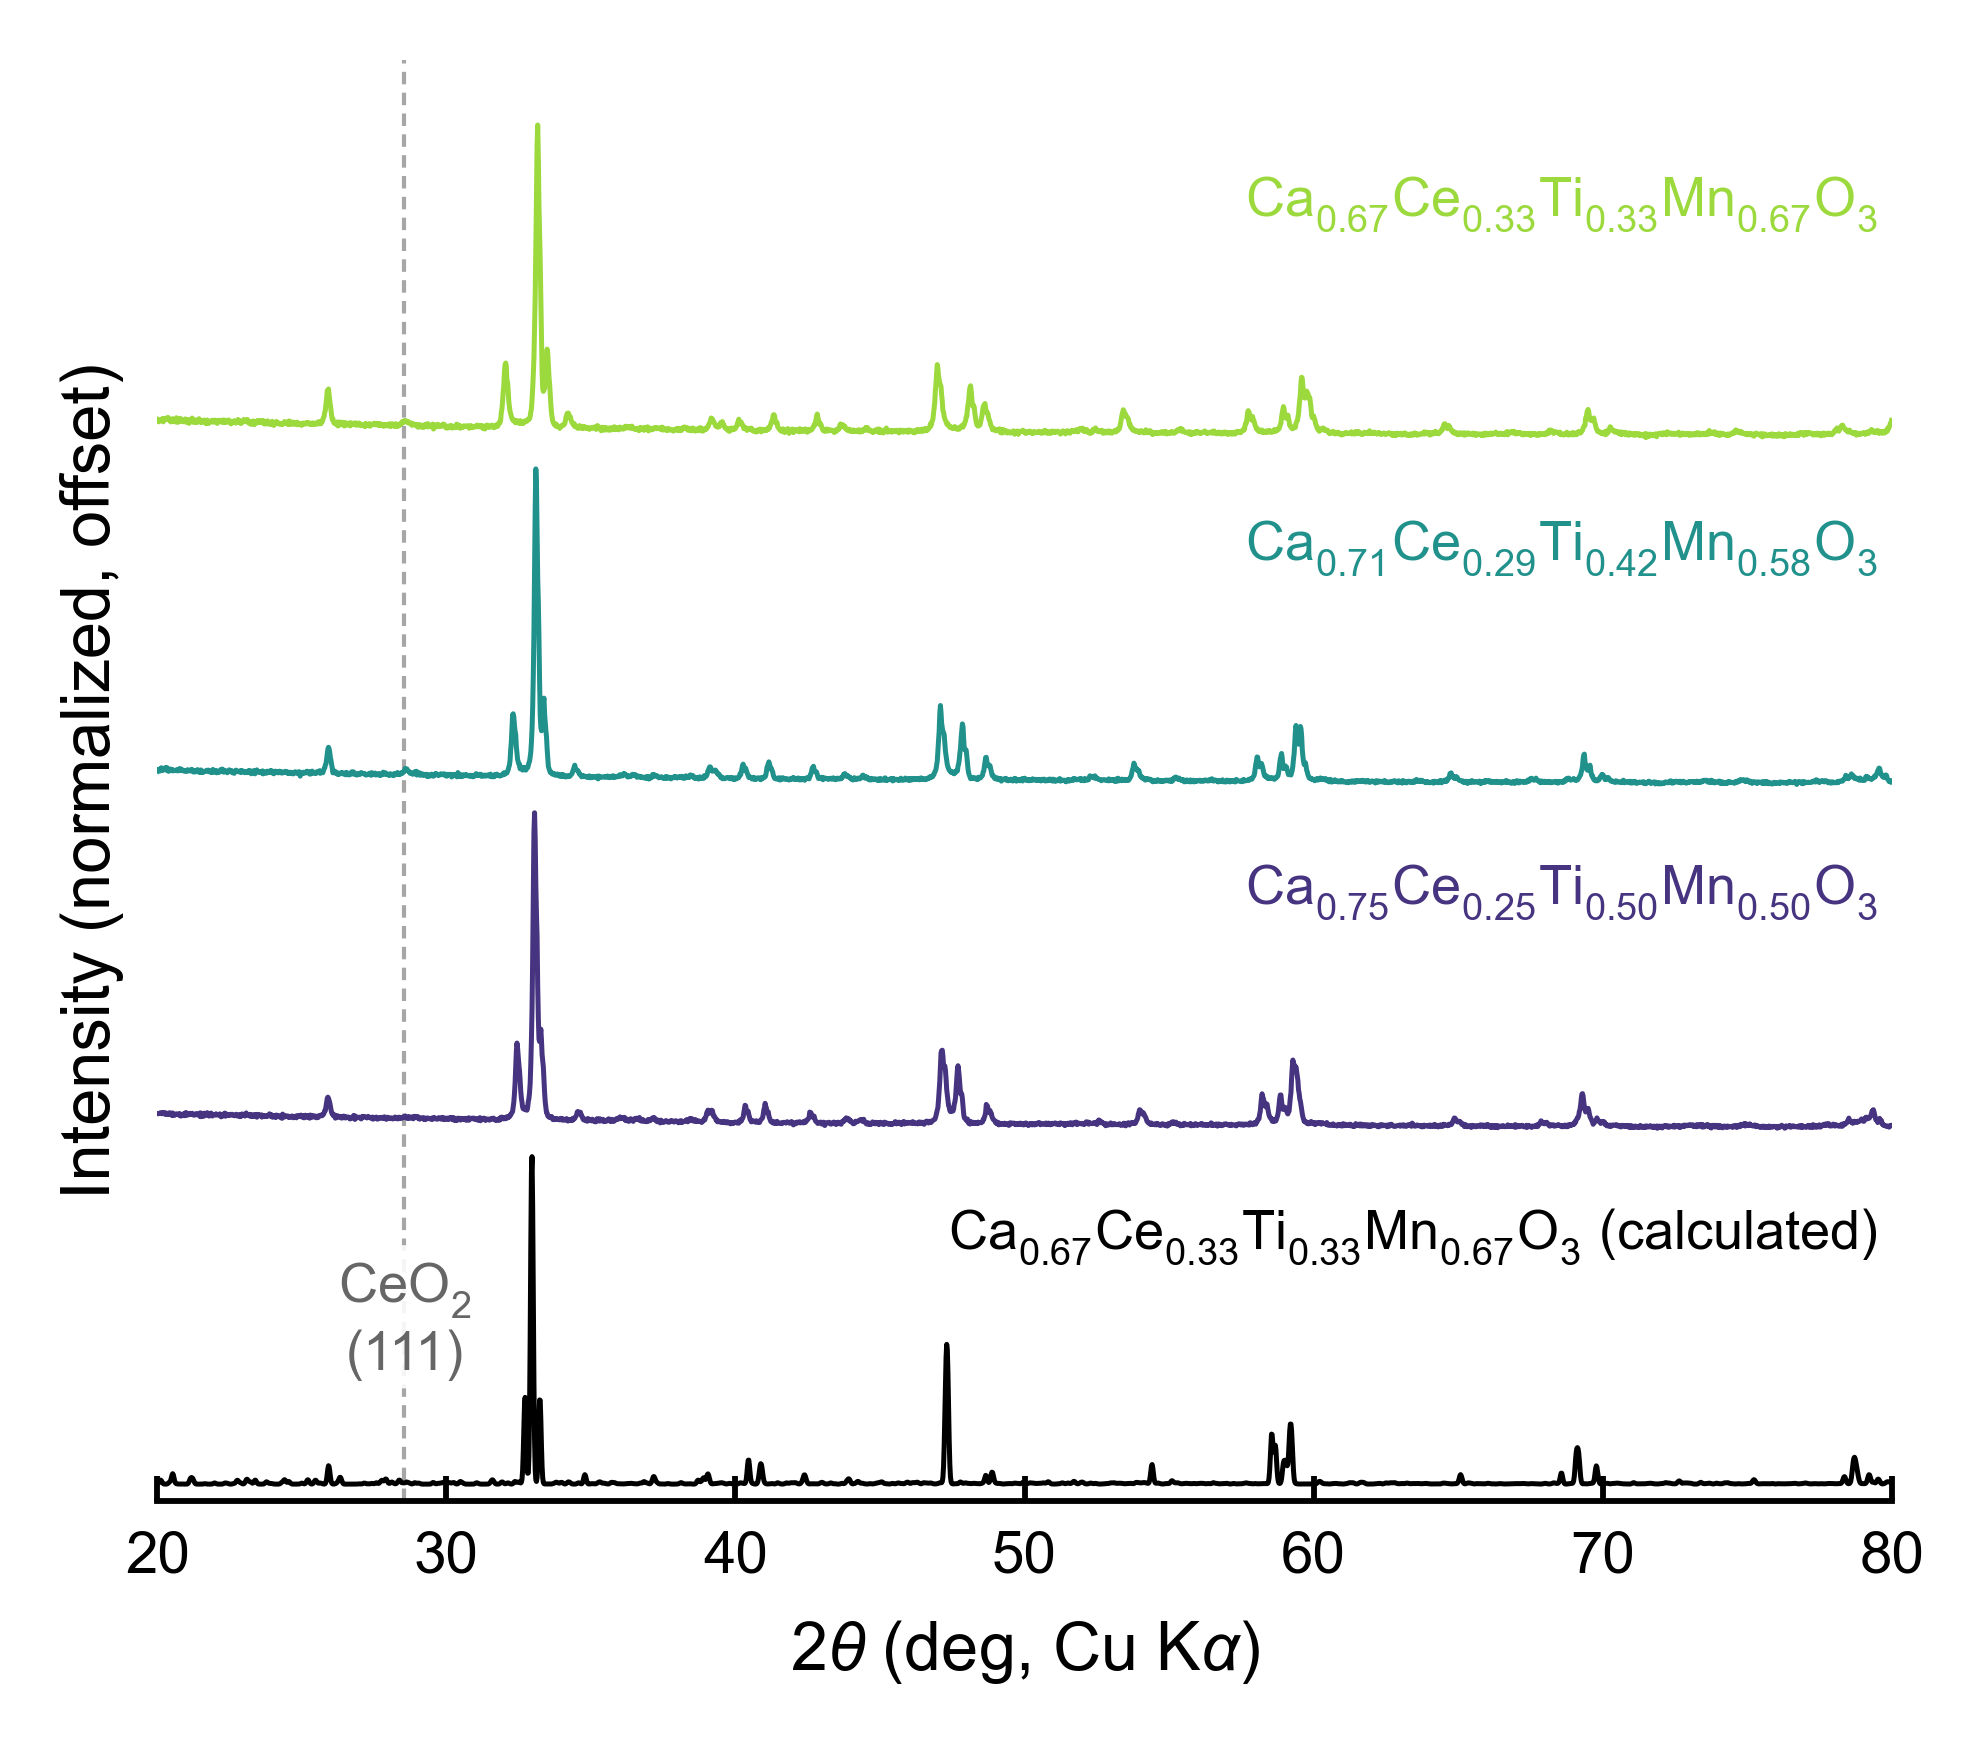 Ca₀.₆₇Ce₀.₃₃Ti₀.₃₃Mn₀.₆₇O₃
Ca₀.₇₁Ce₀.₂₉Ti₀.₄₂Mn₀.₅₈O₃
Ca₀.₇₅Ce₀.₂₅Ti₀.₅₀Mn₀.₅₀O₃
Ca₀.₆₇Ce₀.₃₃Ti₀.₃₃Mn₀.₆₇O₃ (calculated)
CeO₂
(111)
Intensity (normalized, offset)
20 30 40 50 60 70 80
2θ (deg, Cu Kα)